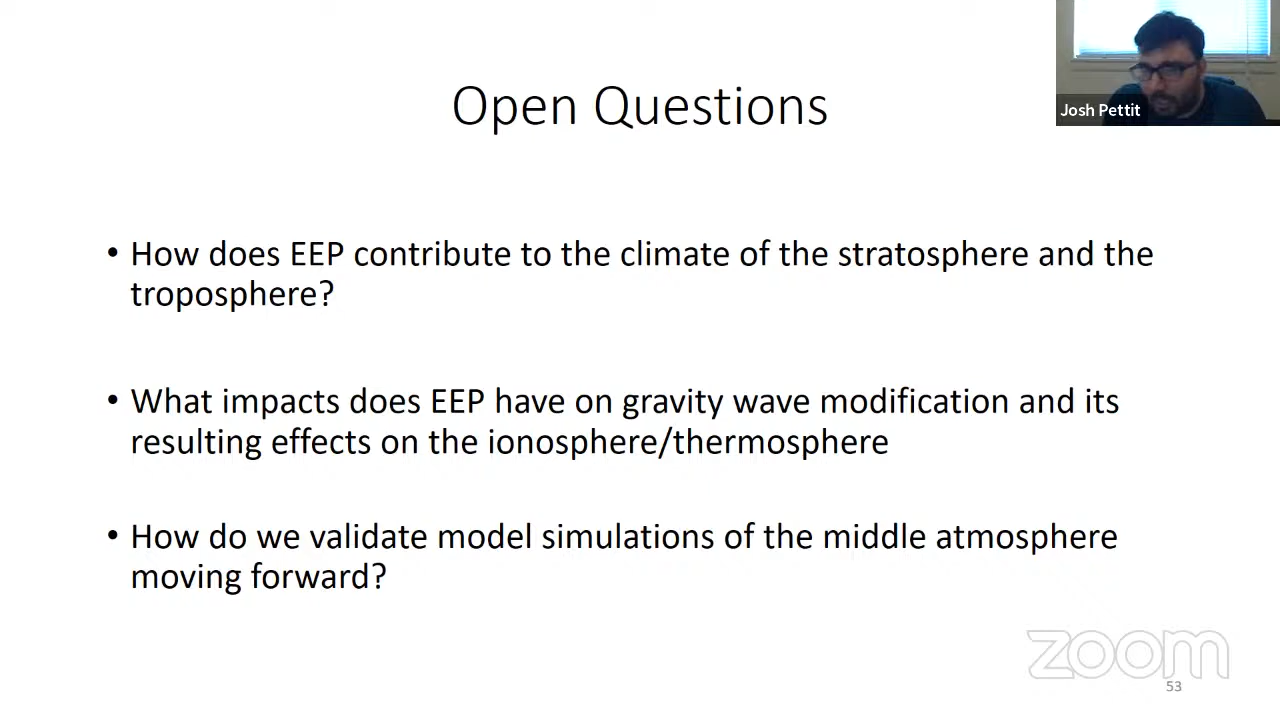 Open Questions
Josh Pettit
• How does EEP contribute to the climate of the stratosphere and the
troposphere?
• What impacts does EEP have on gravity wave modification and its
resulting effects on the ionosphere/thermosphere
• How do we validate model simulations of the middle atmosphere
moving forward?
zoom
53